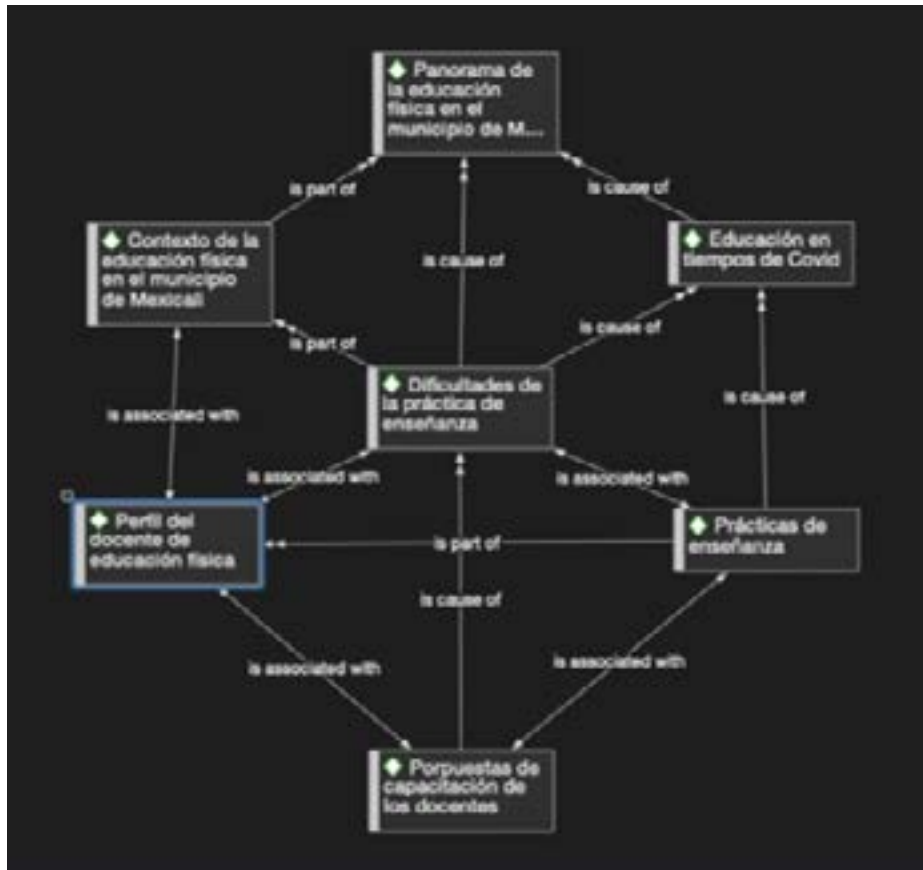 Panorama de
la educación
física en el
municipio de M...
is part of
is cause of
Contexto de la
educación física
en el municipio
de Mexicali
Educación en
tiempos de Covid
is cause of
is part of
is cause of
Dificultades de
la práctica de
enseñanza
is associated with
is cause of
is associated with
is associated with
Perfil del
docente de
educación física
Prácticas de
enseñanza
is part of
is cause of
is associated with
is associated with
Porpuestas de
capacitación de
los docentes